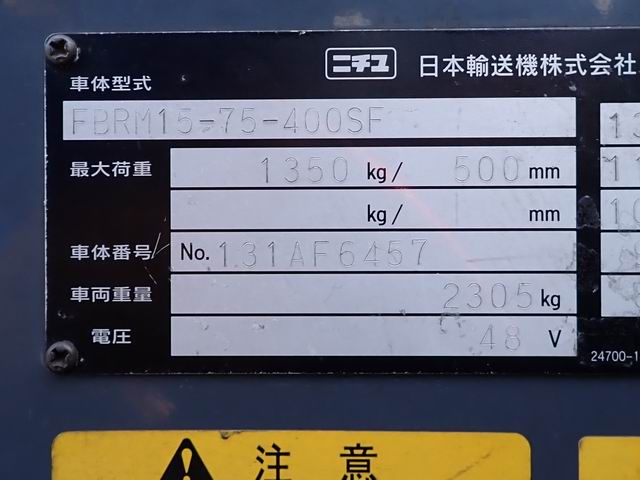 ニチユ 日本輸送機株式会社
車体型式
FBRM15-75-400SF
最大荷重 1350 kg/ 500 mm
kg/ mm
車体番号 No. 131AF6457
車両重量 2305 kg
電圧 48 V
24700-1
注意